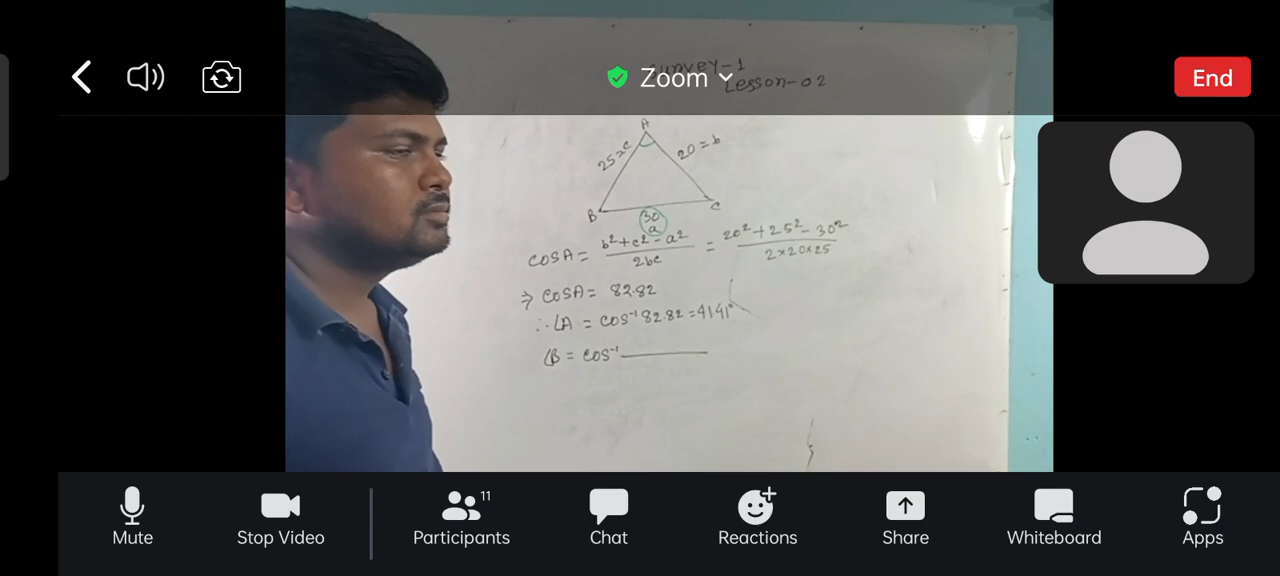 Survey-1
Zoom
End
Lesson-02
A
25=c
20=b
B
30
a
C
cosA = b²+c²-a² / 2bc = 20²+25²-30² / 2×20×25
⇒ cosA = 82.82
∴ ∠A = cos⁻¹ 82.82 = 41.41°
∠B = cos⁻¹
11
Mute
Stop Video
Participants
Chat
Reactions
Share
Whiteboard
Apps